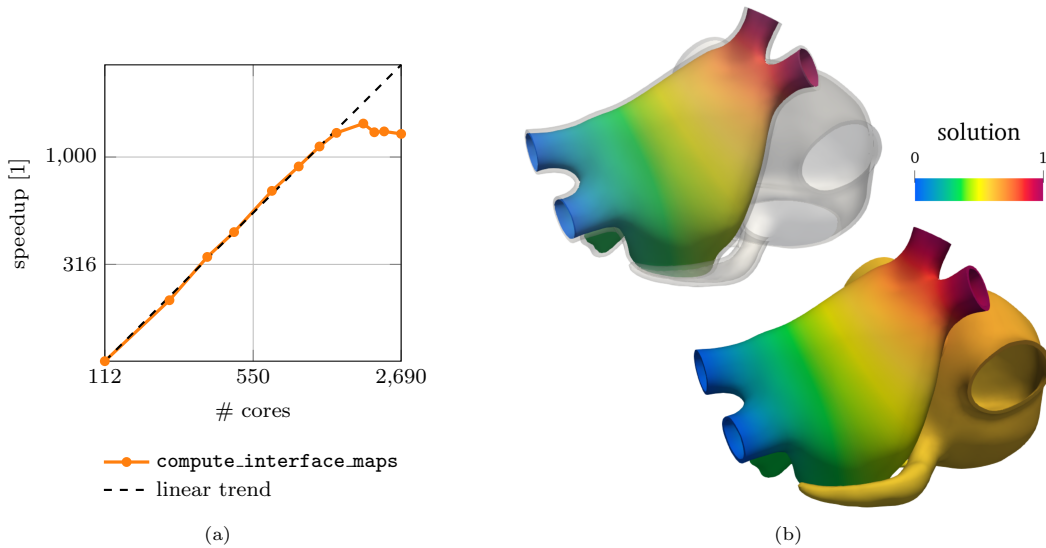 speedup [1]
1,000
316
112
550
2,690
# cores
compute_interface_maps
linear trend
(a)
solution
0
1
(b)